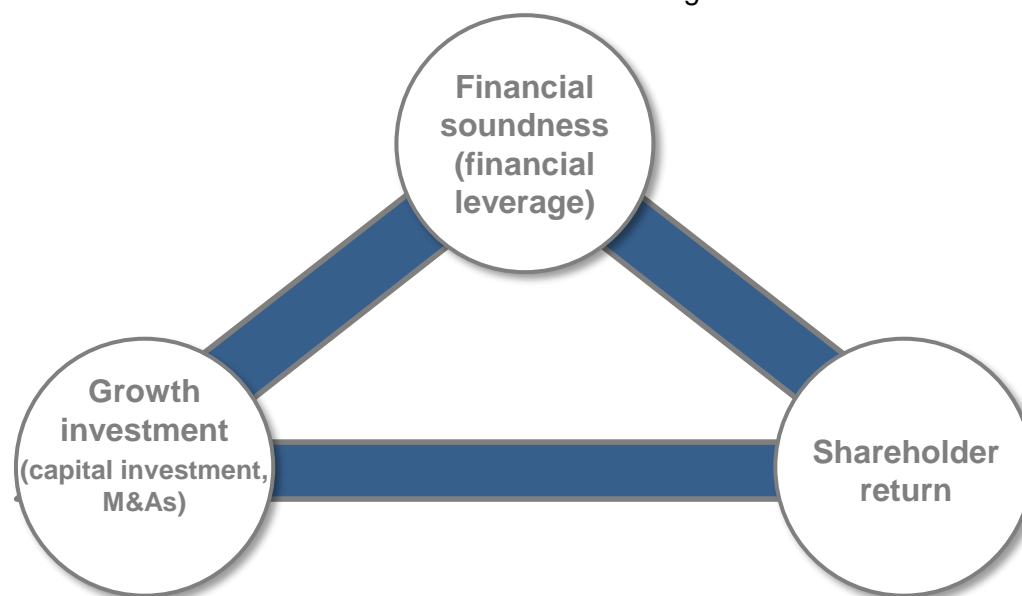 Financial
soundness
(financial
leverage)
Growth
investment
(capital investment,
M&As)
Shareholder
return